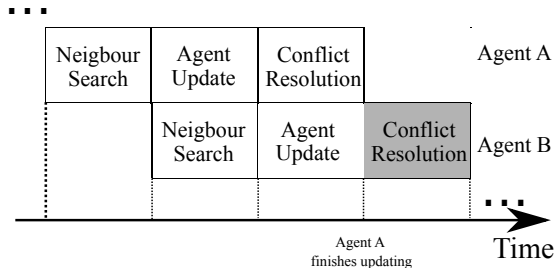 ...
Neigbour Search
Agent Update
Conflict Resolution
Agent A
Neigbour Search
Agent Update
Conflict Resolution
Agent B
...
Agent A
finishes updating
Time